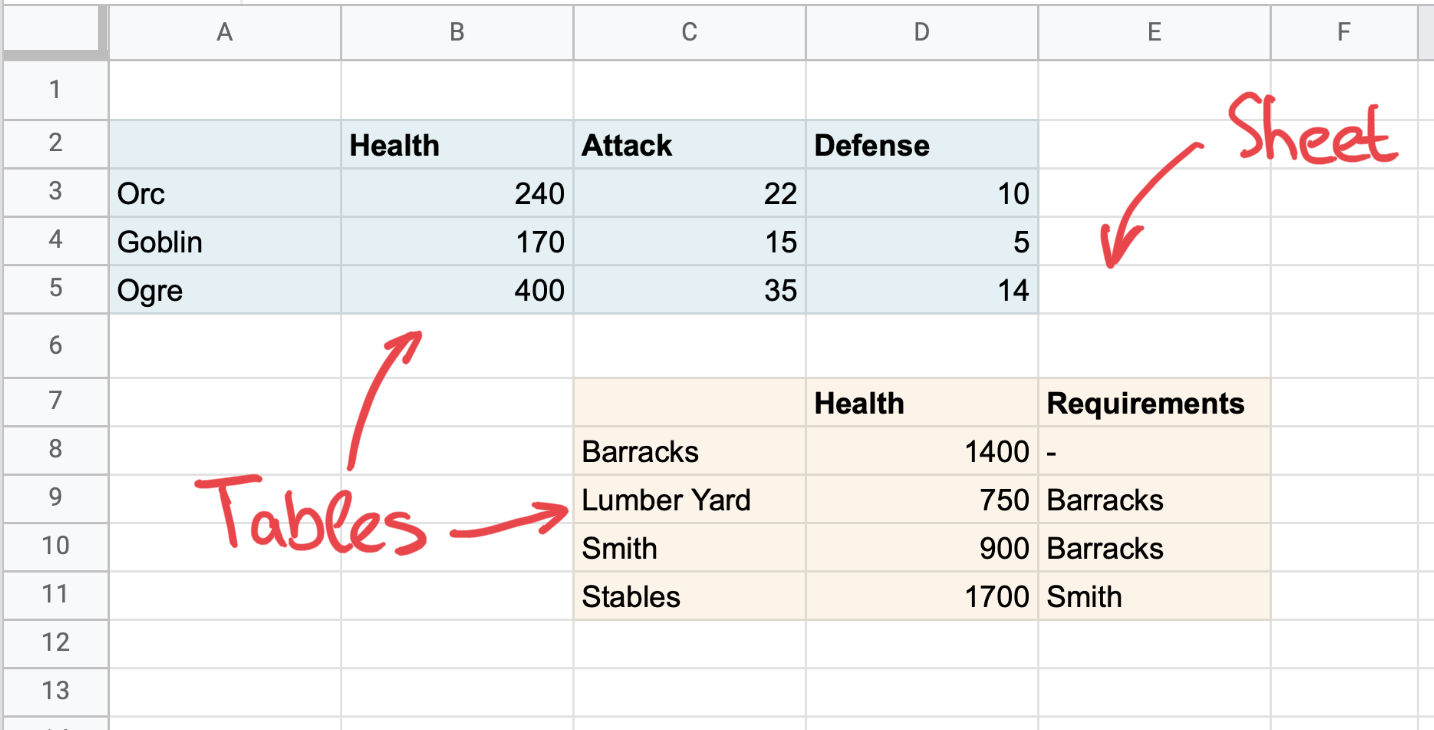 A B C D E F
1
2 Health Attack Defense
3 Orc 240 22 10
4 Goblin 170 15 5
5 Ogre 400 35 14
6
7 Health Requirements
8 Barracks 1400 -
9 Lumber Yard 750 Barracks
10 Smith 900 Barracks
11 Stables 1700 Smith
12
13
Sheet
Tables